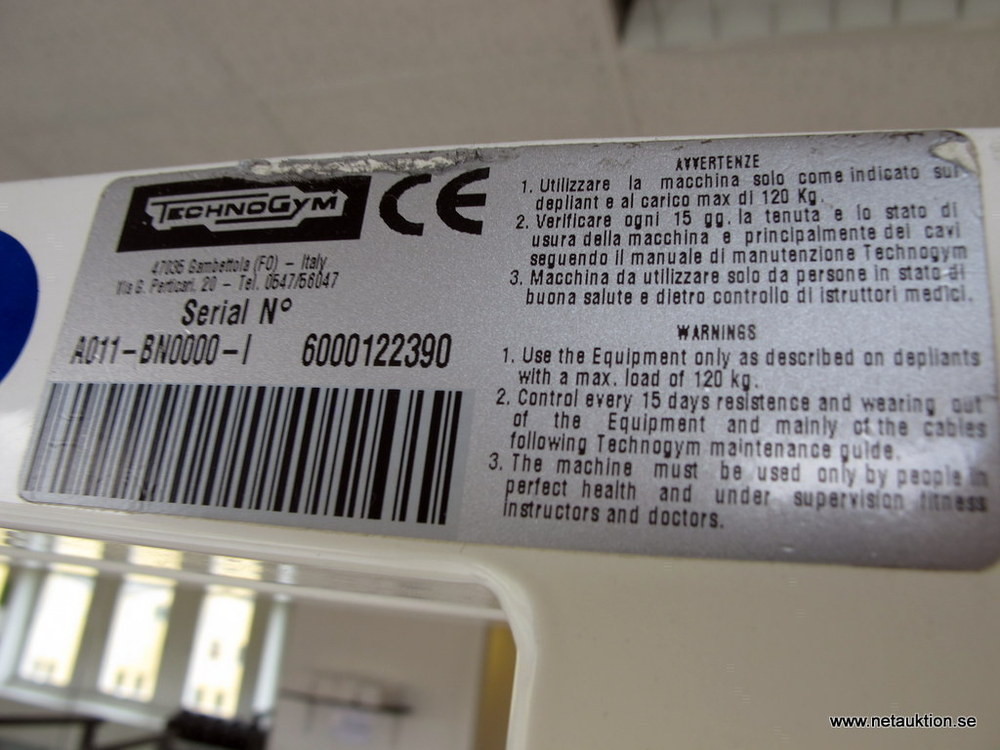 TECHNOGYM
CE
47035 Gambettola (FO) - Italy
Via G. Perticari, 20 - Tel. 0547/56047
Serial N°
A011-BN0000-I 6000122390
AVVERTENZE
1. Utilizzare la macchina solo come indicato sul
depliant e al carico max di 120 Kg.
2. Verificare ogni 15 gg. la tenuta e lo stato di
usura della macchina e principalmente dei cavi
seguendo il manuale di manutenzione Technogym
3. Macchina da utilizzare solo da persone in stato di
buona salute e dietro controllo di istruttori medici.
WARNINGS
1. Use the Equipment only as described on depliants
with a max. load of 120 kg.
2. Control every 15 days resistence and wearing out
of the Equipment and mainly of the cables
following Technogym maintenance guide.
3. The machine must be used only by people in
perfect health and under supervision fitness
instructors and doctors.
www.netauktion.se